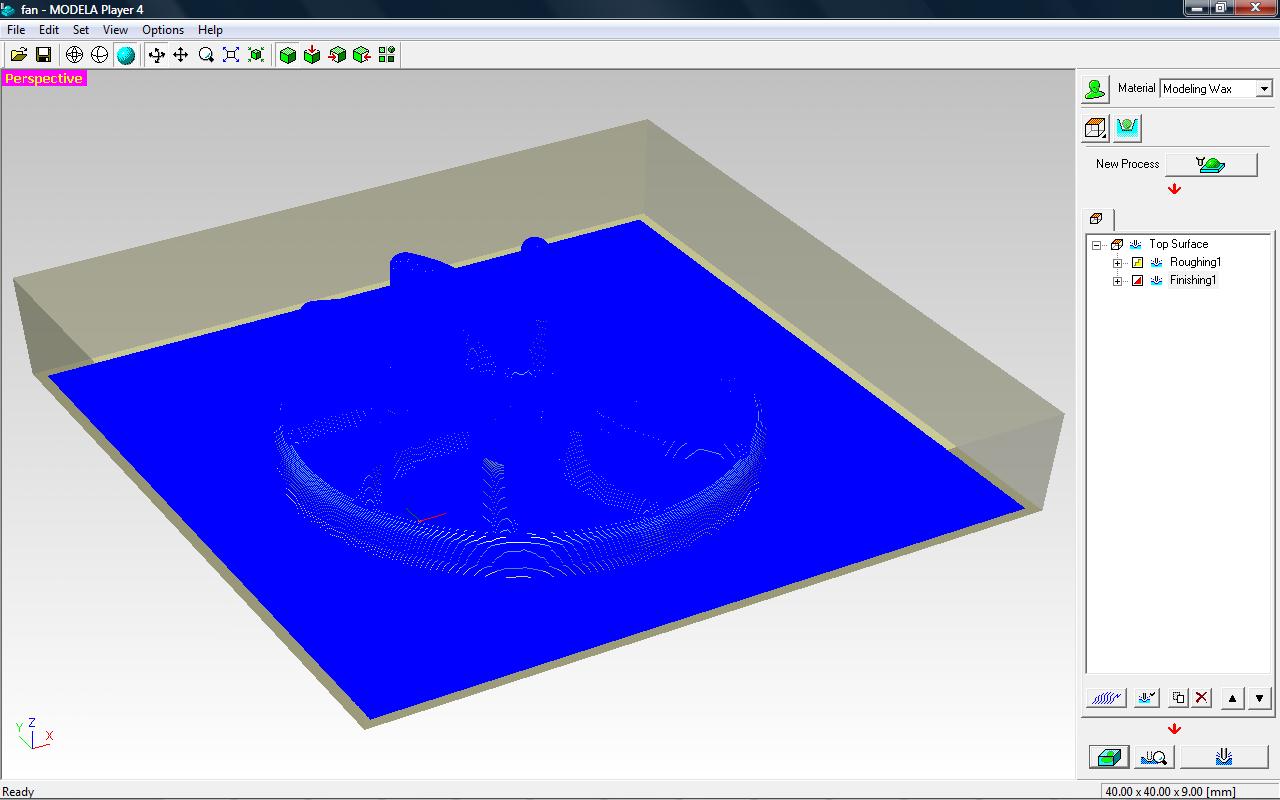 fan - MODELA Player 4
File Edit Set View Options Help
Perspective
Material Modeling Wax
New Process
Top Surface
Roughing1
Finishing1
Z
Y
X
Ready
40.00 x 40.00 x 9.00 [mm]